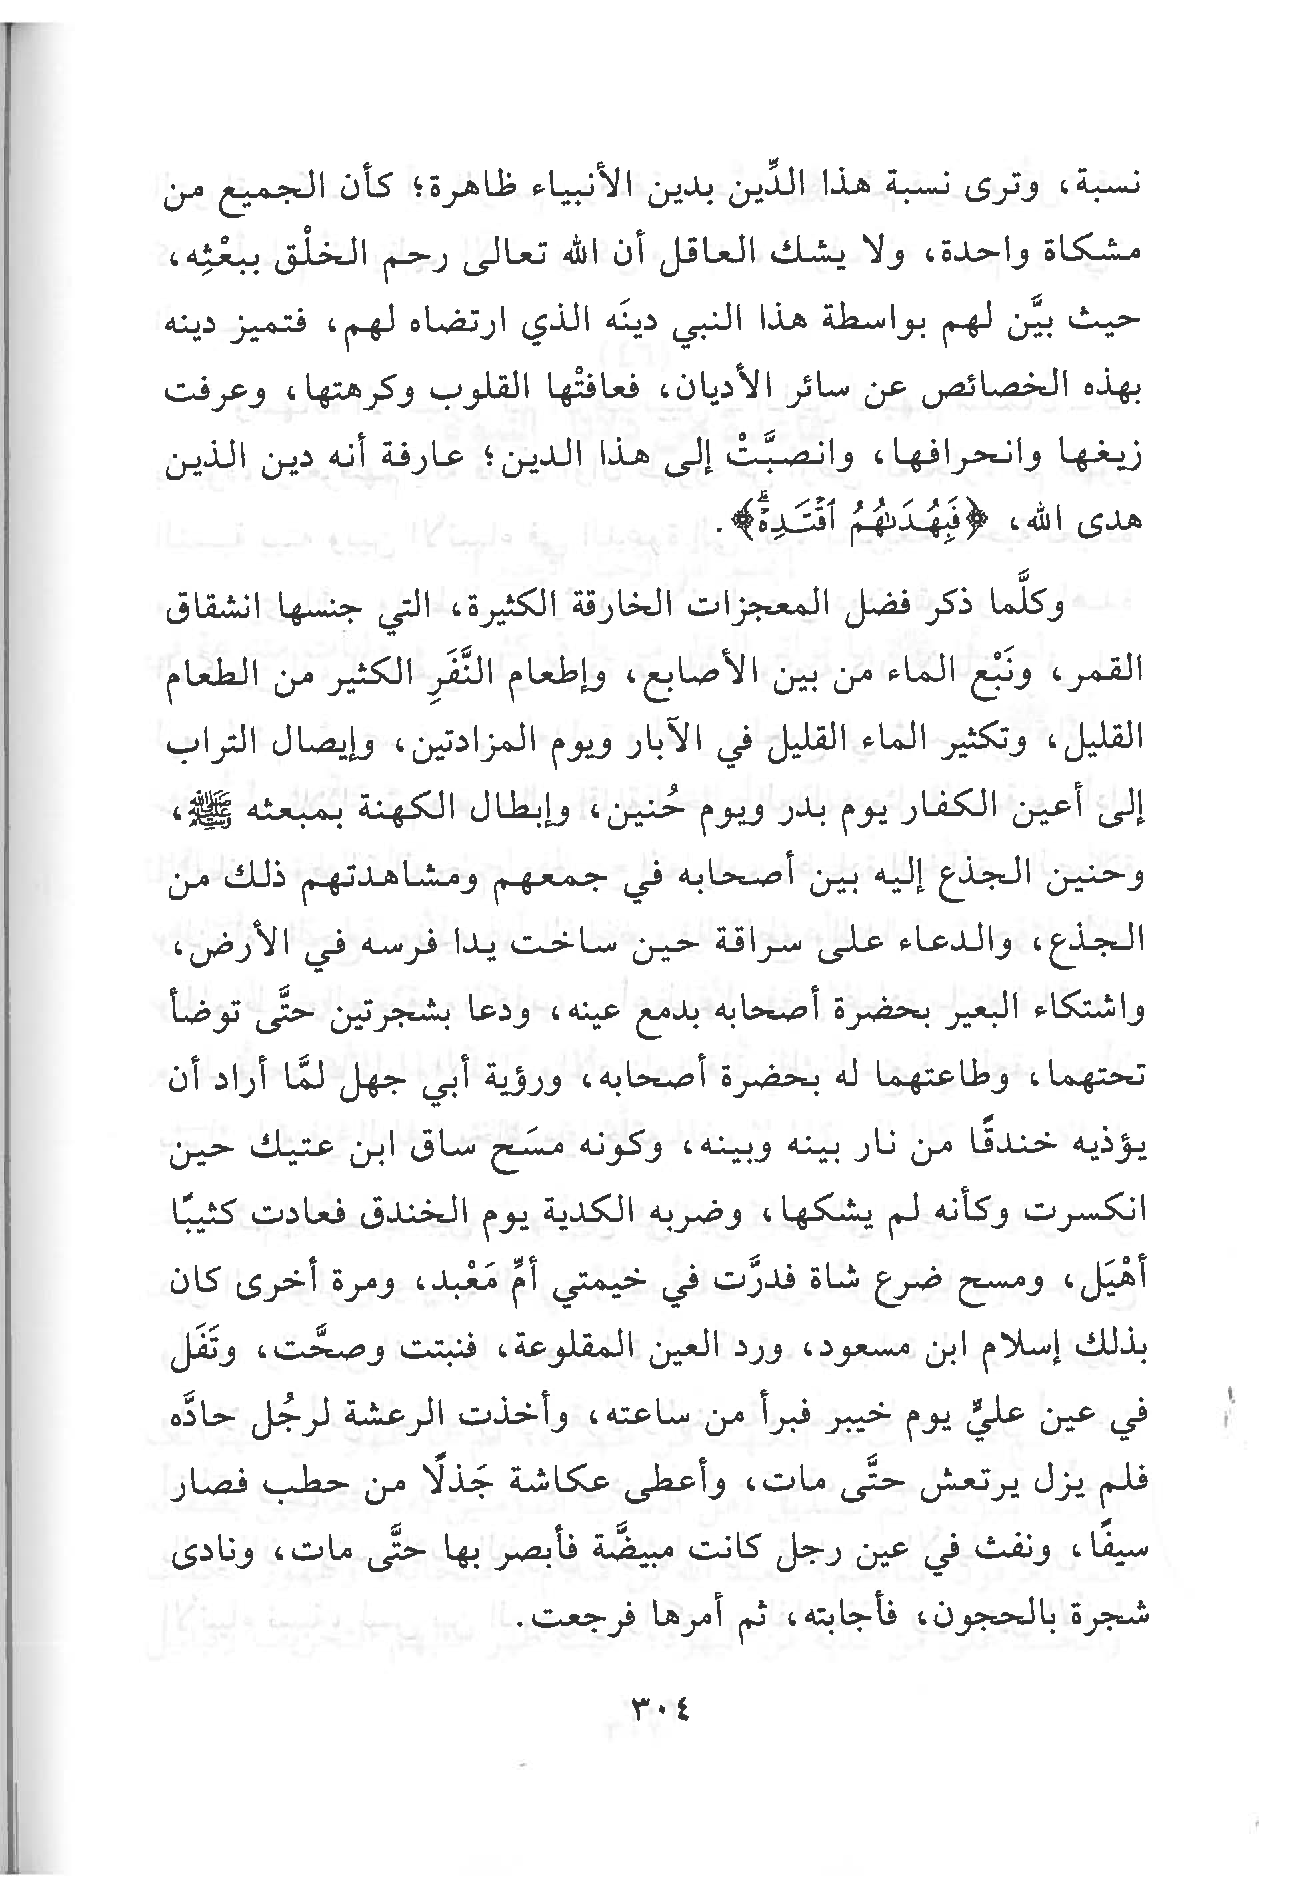 نسبة، وترى نسبة هذا الدِّين بدين الأنبياء ظاهرة؛ كأن الجميع من
مشكاة واحدة، ولا يشك العاقل أن الله تعالى رحم الخلْق ببعْثِه،
حيث بيَّن لهم بواسطة هذا النبي دينَه الذي ارتضاه لهم، فتميز دينه
بهذه الخصائص عن سائر الأديان، فعافتْها القلوب وكرهتها، وعرفت
زيغها وانحرافها، وانصبَّتْ إلى هذا الدين؛ عارفة أنه دين الذين
هدى الله، ﴿فَبِهُدَىٰهُمُ ٱقْتَدِهْۗ﴾.
وكلَّما ذكر فضل المعجزات الخارقة الكثيرة، التي جنسها انشقاق
القمر، ونَبْع الماء من بين الأصابع، وإطعام النَّفَرِ الكثير من الطعام
القليل، وتكثير الماء القليل في الآبار ويوم المزادتين، وإيصال التراب
إلى أعين الكفار يوم بدر ويوم حُنين، وإبطال الكهنة بمبعثه ﷺ،
وحنين الجذع إليه بين أصحابه في جمعهم ومشاهدتهم ذلك من
الجذع، والدعاء على سراقة حين ساخت يدا فرسه في الأرض،
واشتكاء البعير بحضرة أصحابه بدمع عينه، ودعا بشجرتين حتَّى توضأ
تحتهما، وطاعتهما له بحضرة أصحابه، ورؤية أبي جهل لمَّا أراد أن
يؤذيه خندقًا من نار بينه وبينه، وكونه مسَح ساق ابن عتيك حين
انكسرت وكأنه لم يشكها، وضربه الكدية يوم الخندق فعادت كثيبًا
أهْيَل، ومسح ضرع شاة فدرَّت في خيمتي أمِّ مَعْبد، ومرة أخرى كان
بذلك إسلام ابن مسعود، ورد العين المقلوعة، فنبتت وصحَّت، وتَفَل
في عين عليٍّ يوم خيبر فبرأ من ساعته، وأخذت الرعشة لرجُل حادَّه
فلم يزل يرتعش حتَّى مات، وأعطى عكاشة جَذلًا من حطب فصار
سيفًا، ونفث في عين رجل كانت مبيضَّة فأبصر بها حتَّى مات، ونادى
شجرة بالحجون، فأجابته، ثم أمرها فرجعت.
٣٠٤